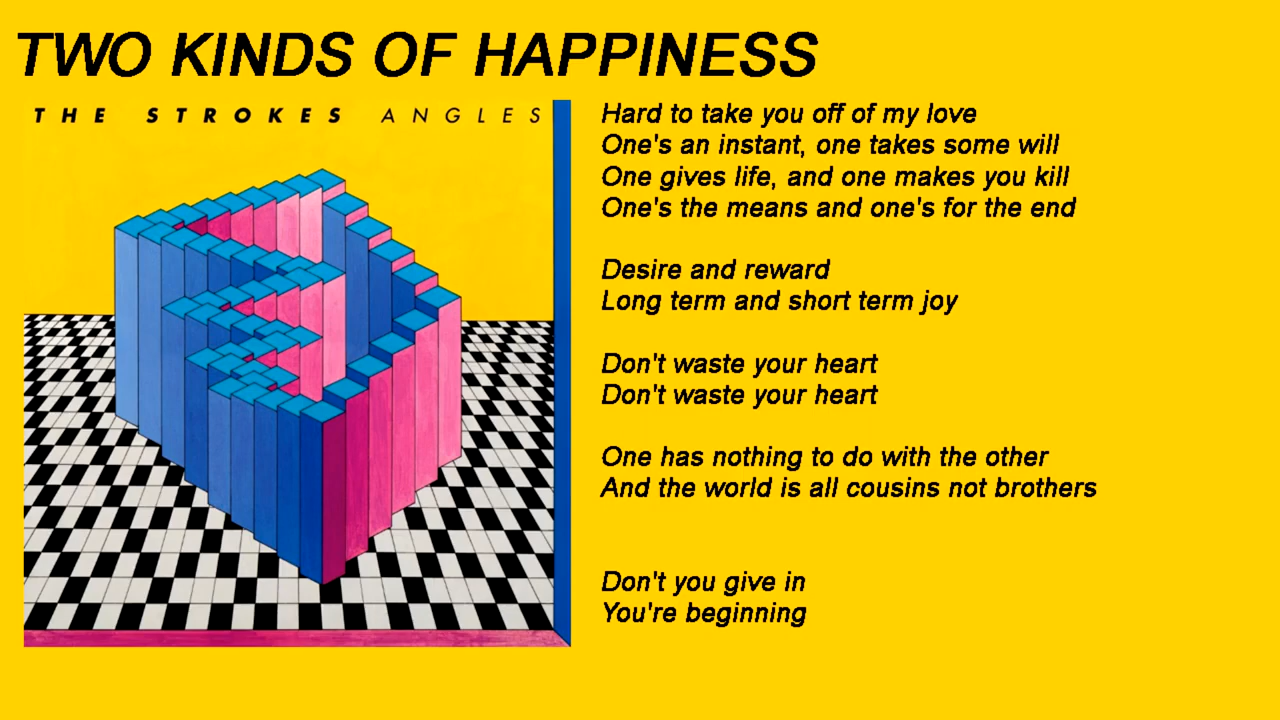 TWO KINDS OF HAPPINESS
THE STROKES ANGLES
Hard to take you off of my love
One's an instant, one takes some will
One gives life, and one makes you kill
One's the means and one's for the end
Desire and reward
Long term and short term joy
Don't waste your heart
Don't waste your heart
One has nothing to do with the other
And the world is all cousins not brothers
Don't you give in
You're beginning